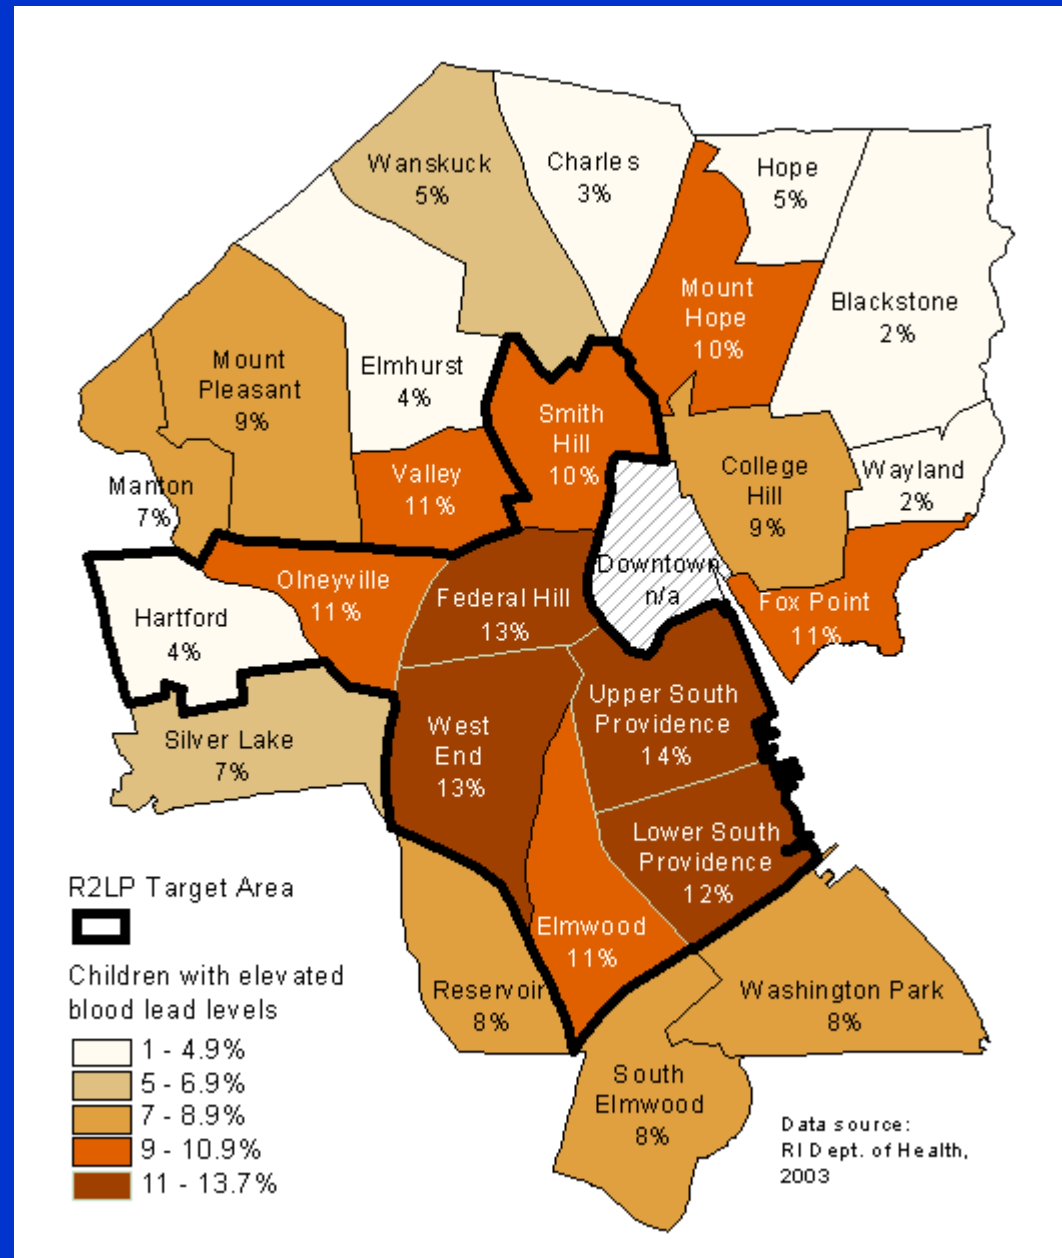 Wanskuck
5%
Charles
3%
Hope
5%
Mount
Hope
10%
Blackstone
2%
Mount
Pleasant
9%
Elmhurst
4%
Smith
Hill
10%
Valley
11%
College
Hill
9%
Wayland
2%
Manton
7%
Olneyville
11%
Federal Hill
13%
Downtown
n/a
Fox Point
11%
Hartford
4%
Silver Lake
7%
West
End
13%
Upper South
Providence
14%
Lower South
Providence
12%
Elmwood
11%
Reservoir
8%
Washington Park
8%
South
Elmwood
8%
R2LP Target Area
Children with elevated
blood lead levels
1 - 4.9%
5 - 6.9%
7 - 8.9%
9 - 10.9%
11 - 13.7%
Data source:
RI Dept. of Health,
2003